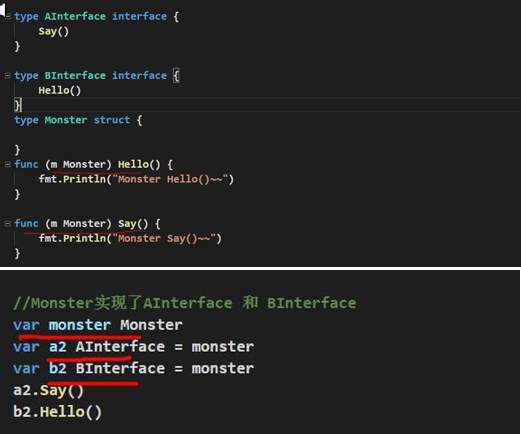 type AInterface interface {
Say()
}
type BInterface interface {
Hello()
}
type Monster struct {
}
func (m Monster) Hello() {
fmt.Println("Monster Hello()~~")
}
func (m Monster) Say() {
fmt.Println("Monster Say()~~")
}
//Monster实现了AInterface 和 BInterface
var monster Monster
var a2 AInterface = monster
var b2 BInterface = monster
a2.Say()
b2.Hello()